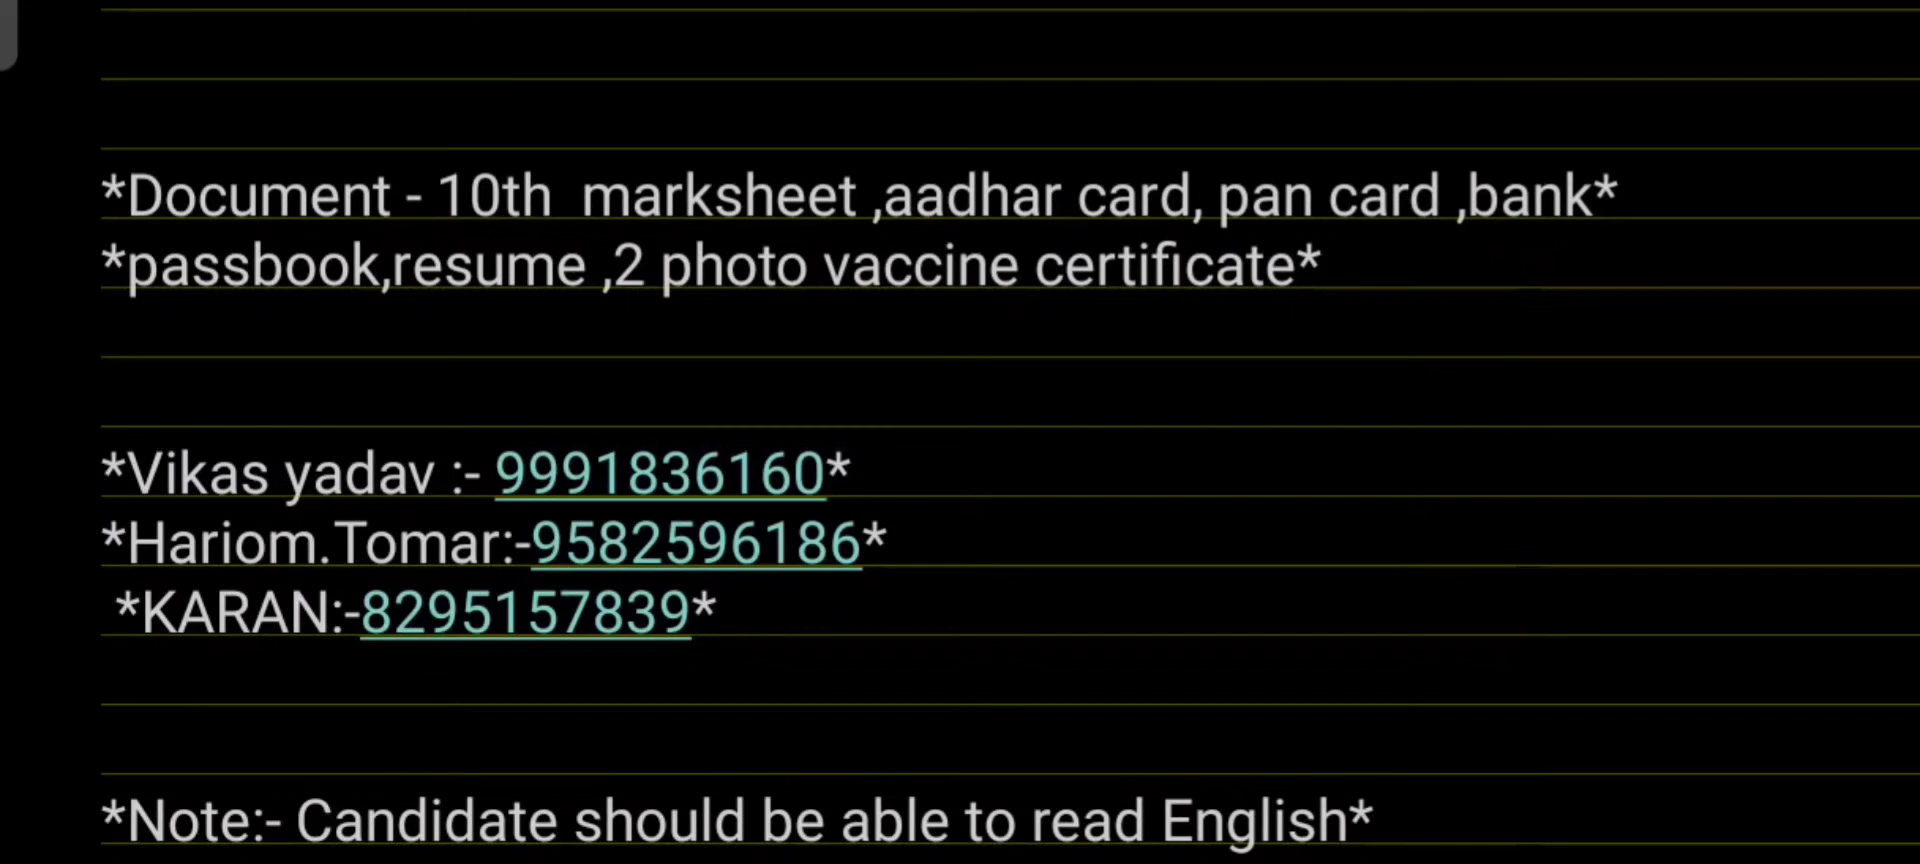 *Document - 10th  marksheet ,aadhar card, pan card ,bank*
*passbook,resume ,2 photo vaccine certificate*
*Vikas yadav :- 9991836160*
*Hariom.Tomar:-9582596186*
*KARAN:-8295157839*
*Note:- Candidate should be able to read English*